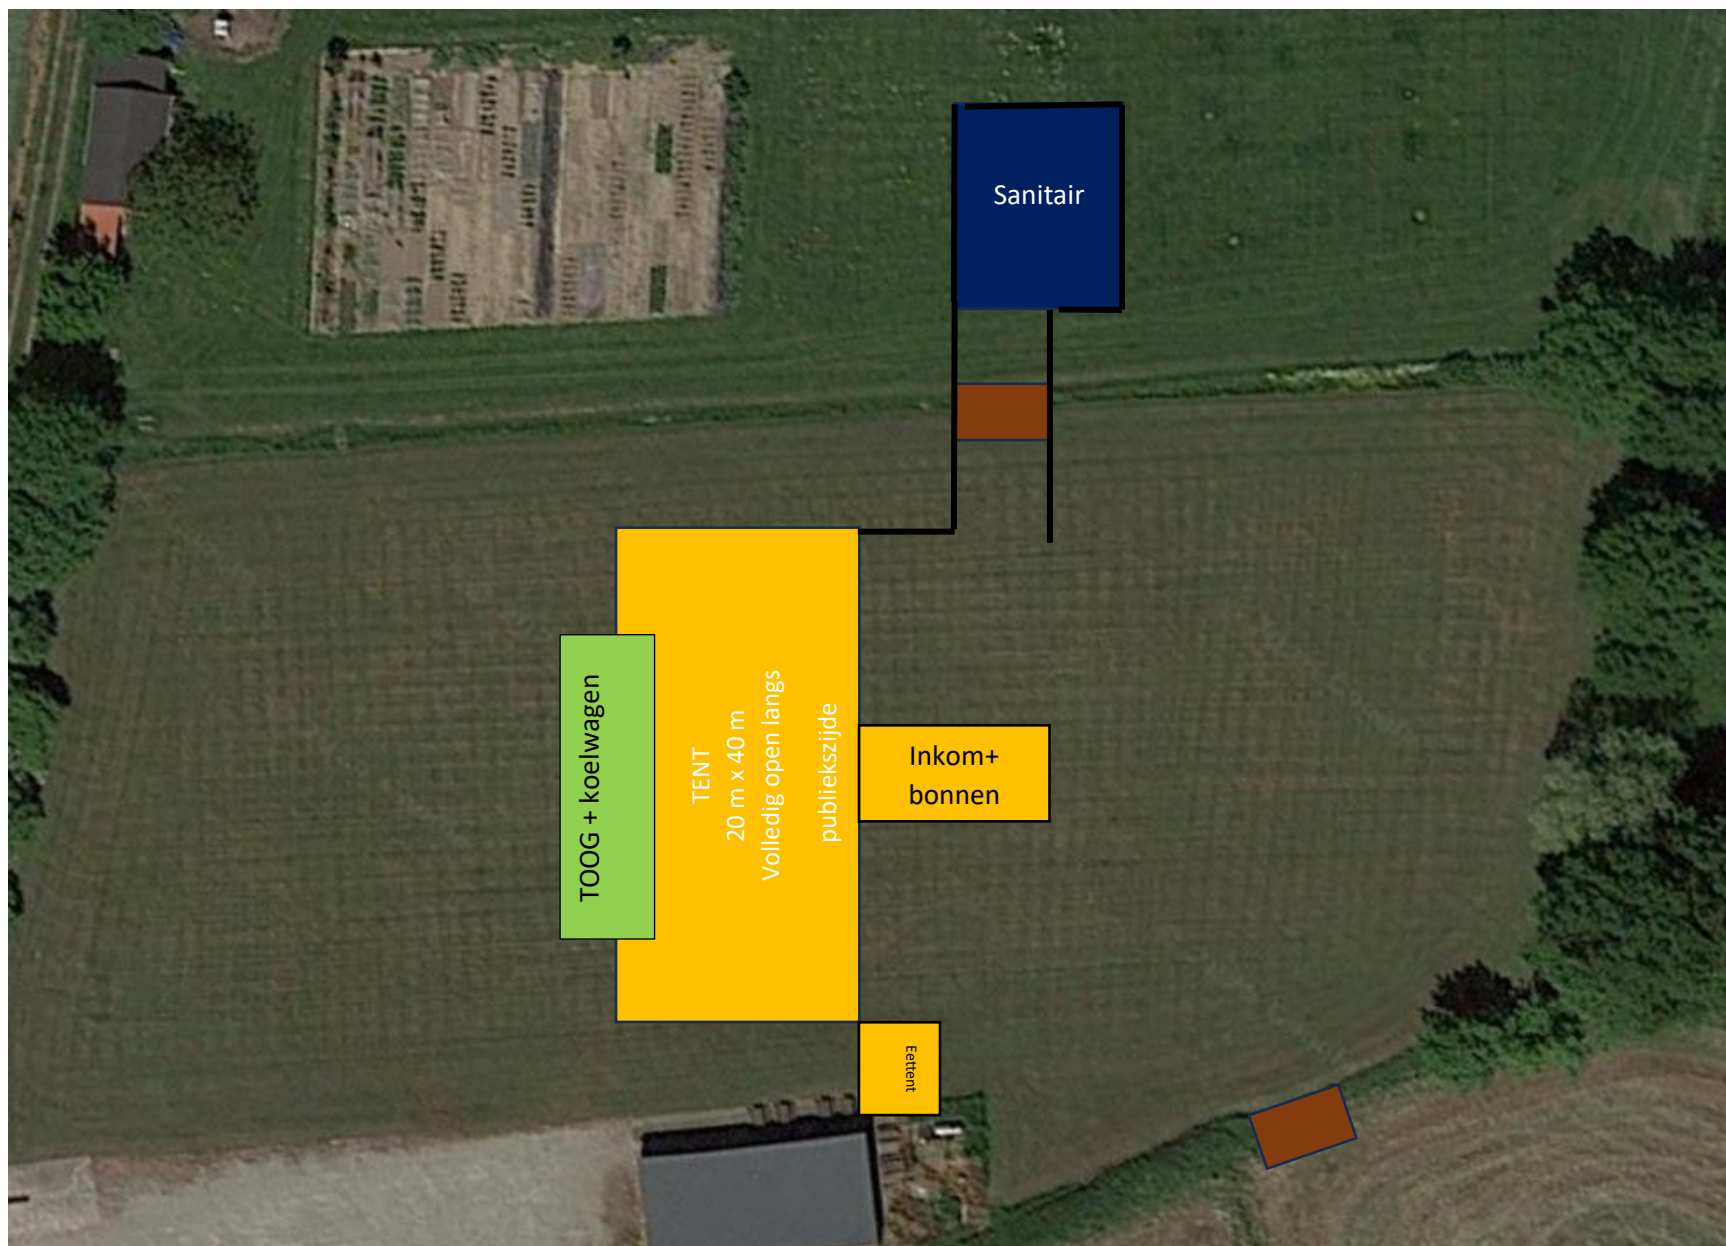 Sanitair
TOOG + koelwagen
TENT
20 m x 40 m
Volledig open langs
publiekszijde
Inkom+
bonnen
Eettent